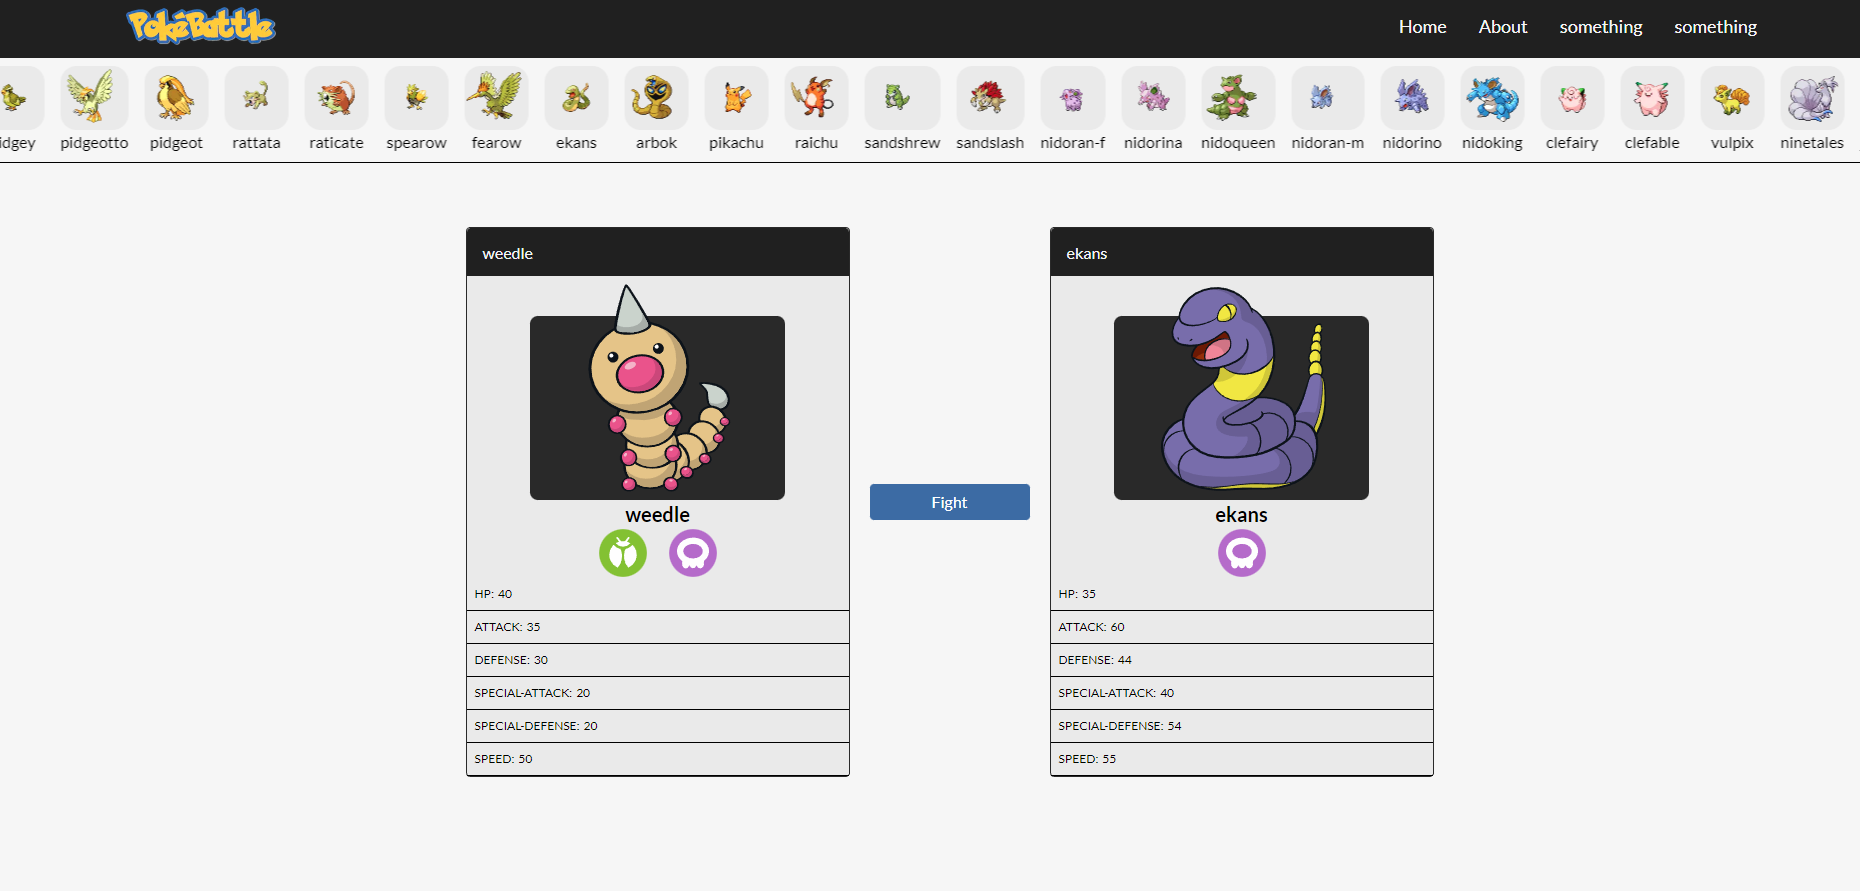 PokéBattle
Home About something something
idgey pidgeotto pidgeot rattata raticate spearow fearow ekans arbok pikachu raichu sandshrew sandslash nidoran-f nidorina nidoqueen nidoran-m nidorino nidoking clefairy clefable vulpix ninetales
weedle
weedle
HP: 40
ATTACK: 35
DEFENSE: 30
SPECIAL-ATTACK: 20
SPECIAL-DEFENSE: 20
SPEED: 50
Fight
ekans
ekans
HP: 35
ATTACK: 60
DEFENSE: 44
SPECIAL-ATTACK: 40
SPECIAL-DEFENSE: 54
SPEED: 55